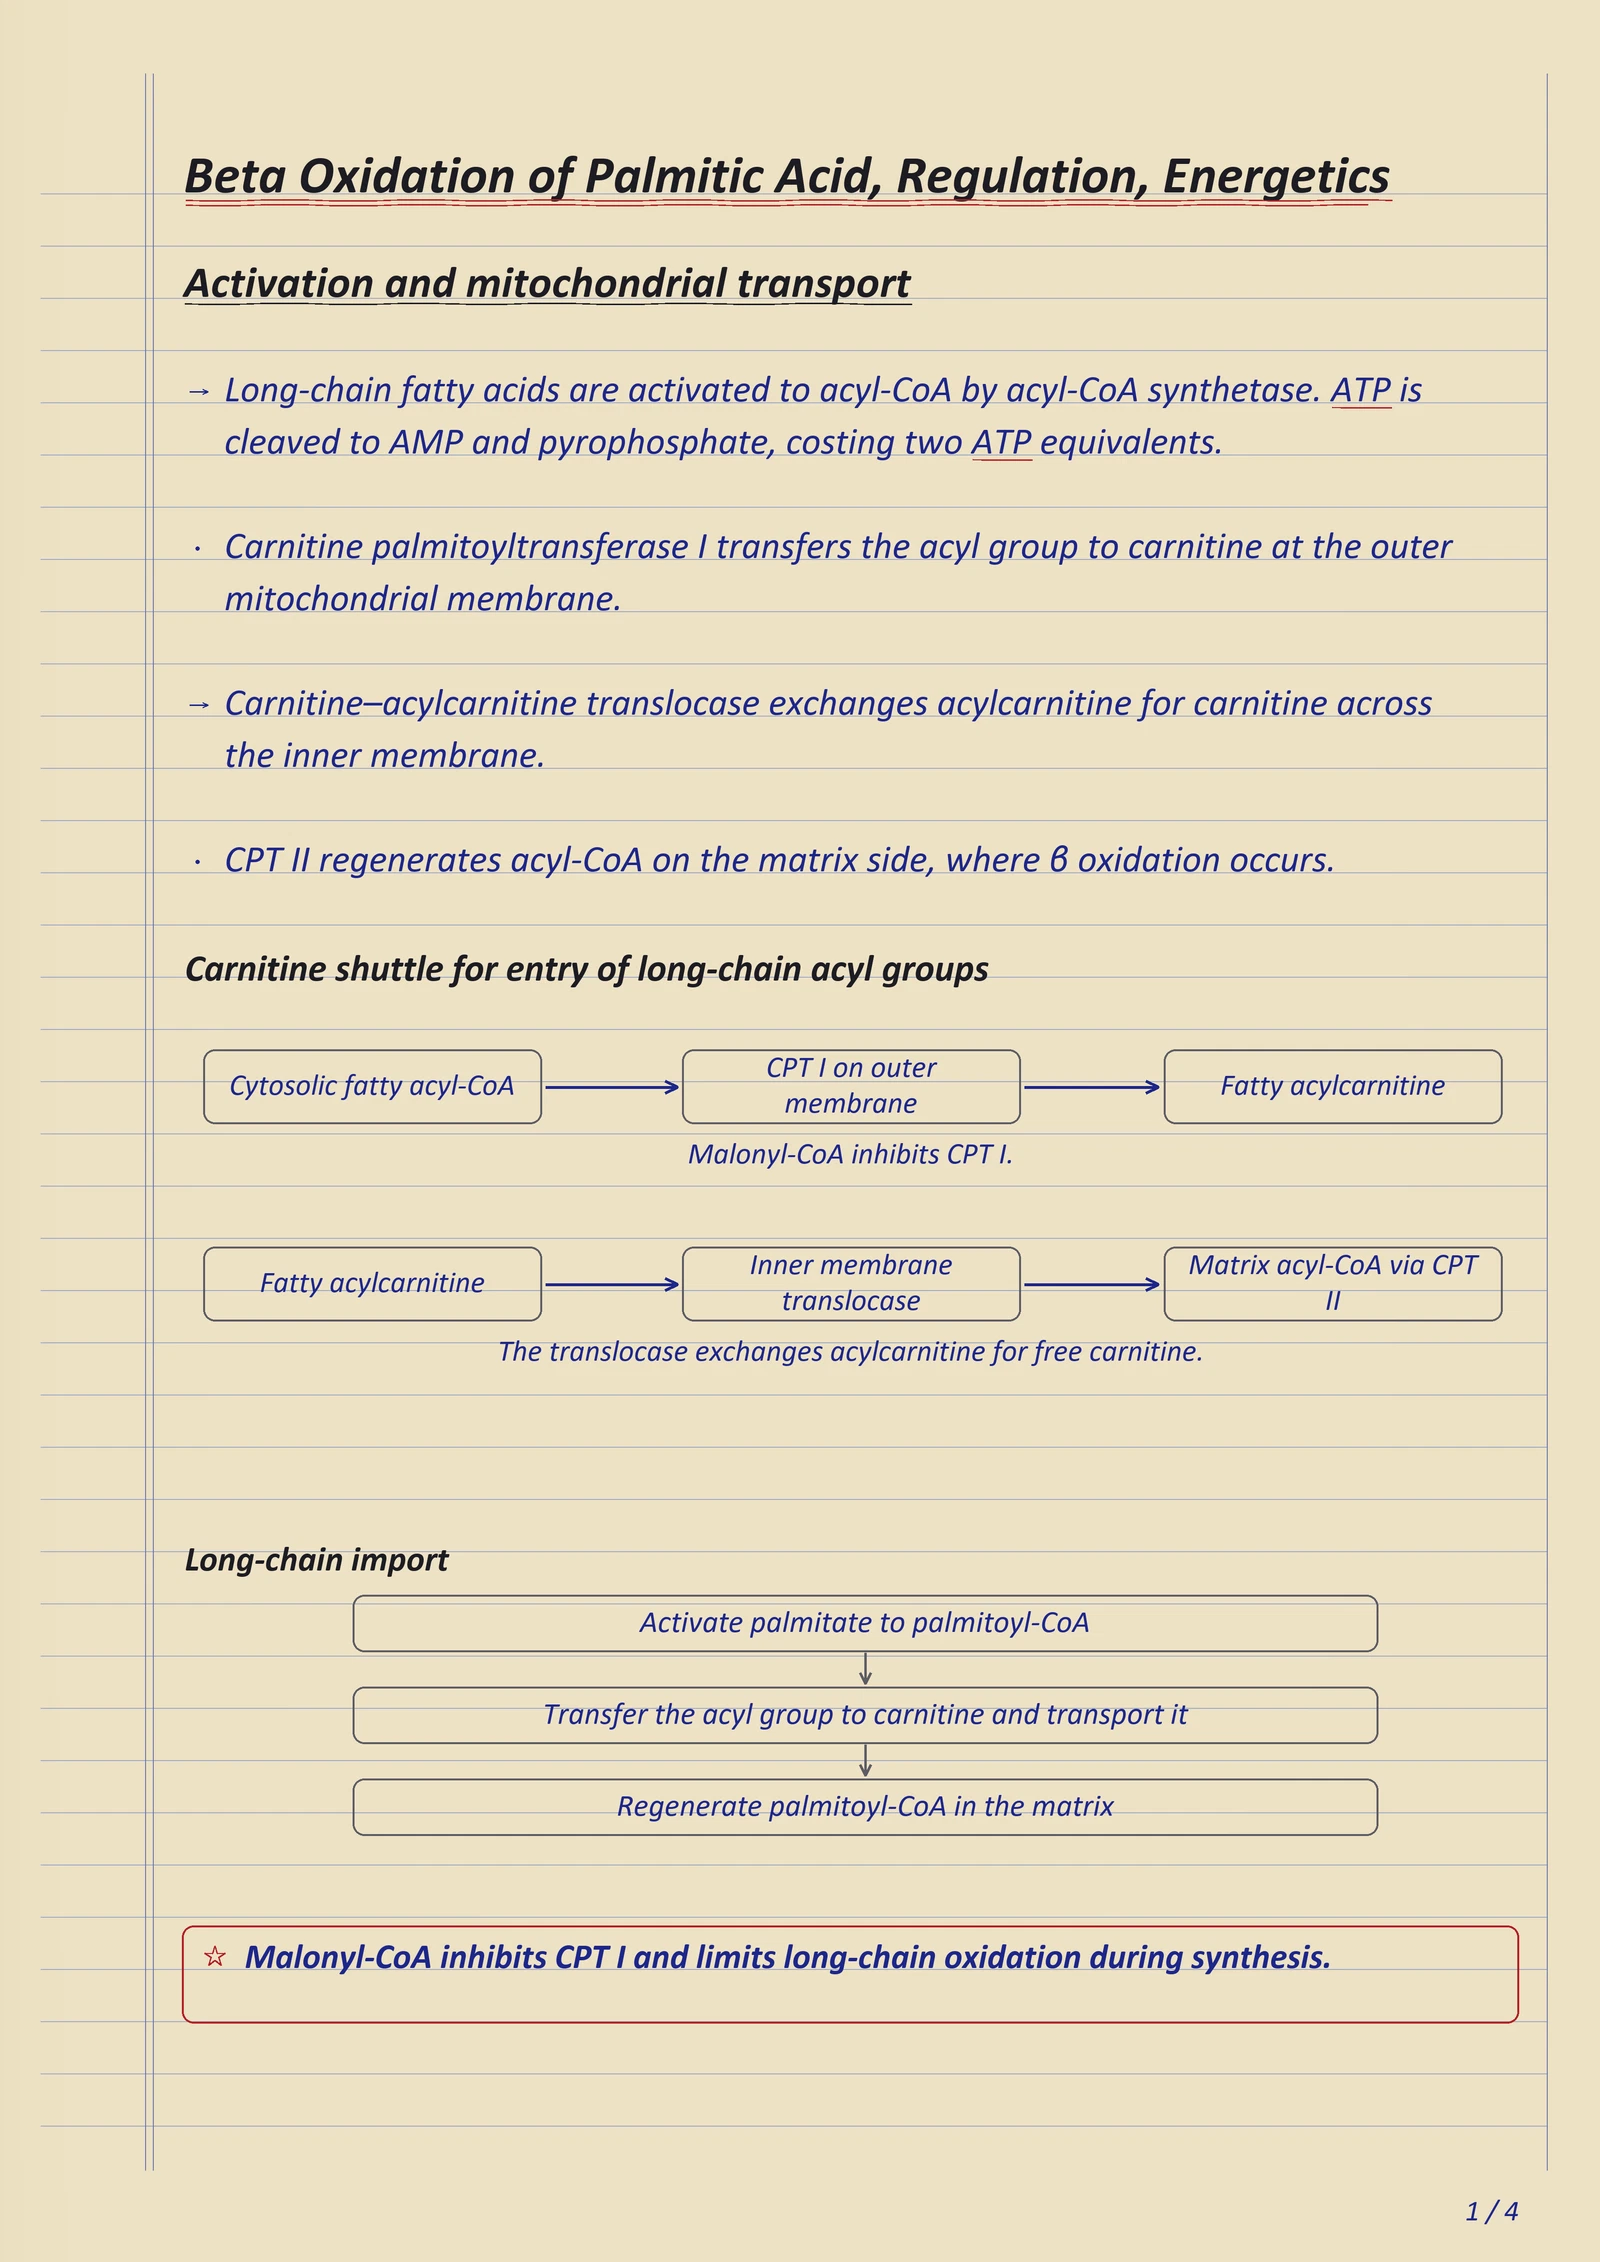 Beta Oxidation of Palmitic Acid, Regulation, Energetics
Activation and mitochondrial transport
→ Long-chain fatty acids are activated to acyl-CoA by acyl-CoA synthetase. ATP is
cleaved to AMP and pyrophosphate, costing two ATP equivalents.
· Carnitine palmitoyltransferase I transfers the acyl group to carnitine at the outer
mitochondrial membrane.
→ Carnitine–acylcarnitine translocase exchanges acylcarnitine for carnitine across
the inner membrane.
· CPT II regenerates acyl-CoA on the matrix side, where β oxidation occurs.
Carnitine shuttle for entry of long-chain acyl groups
Cytosolic fatty acyl-CoA
CPT I on outer
membrane
Fatty acylcarnitine
Malonyl-CoA inhibits CPT I.
Fatty acylcarnitine
Inner membrane
translocase
Matrix acyl-CoA via CPT
II
The translocase exchanges acylcarnitine for free carnitine.
Long-chain import
Activate palmitate to palmitoyl-CoA
Transfer the acyl group to carnitine and transport it
Regenerate palmitoyl-CoA in the matrix
☆ Malonyl-CoA inhibits CPT I and limits long-chain oxidation during synthesis.
1 / 4